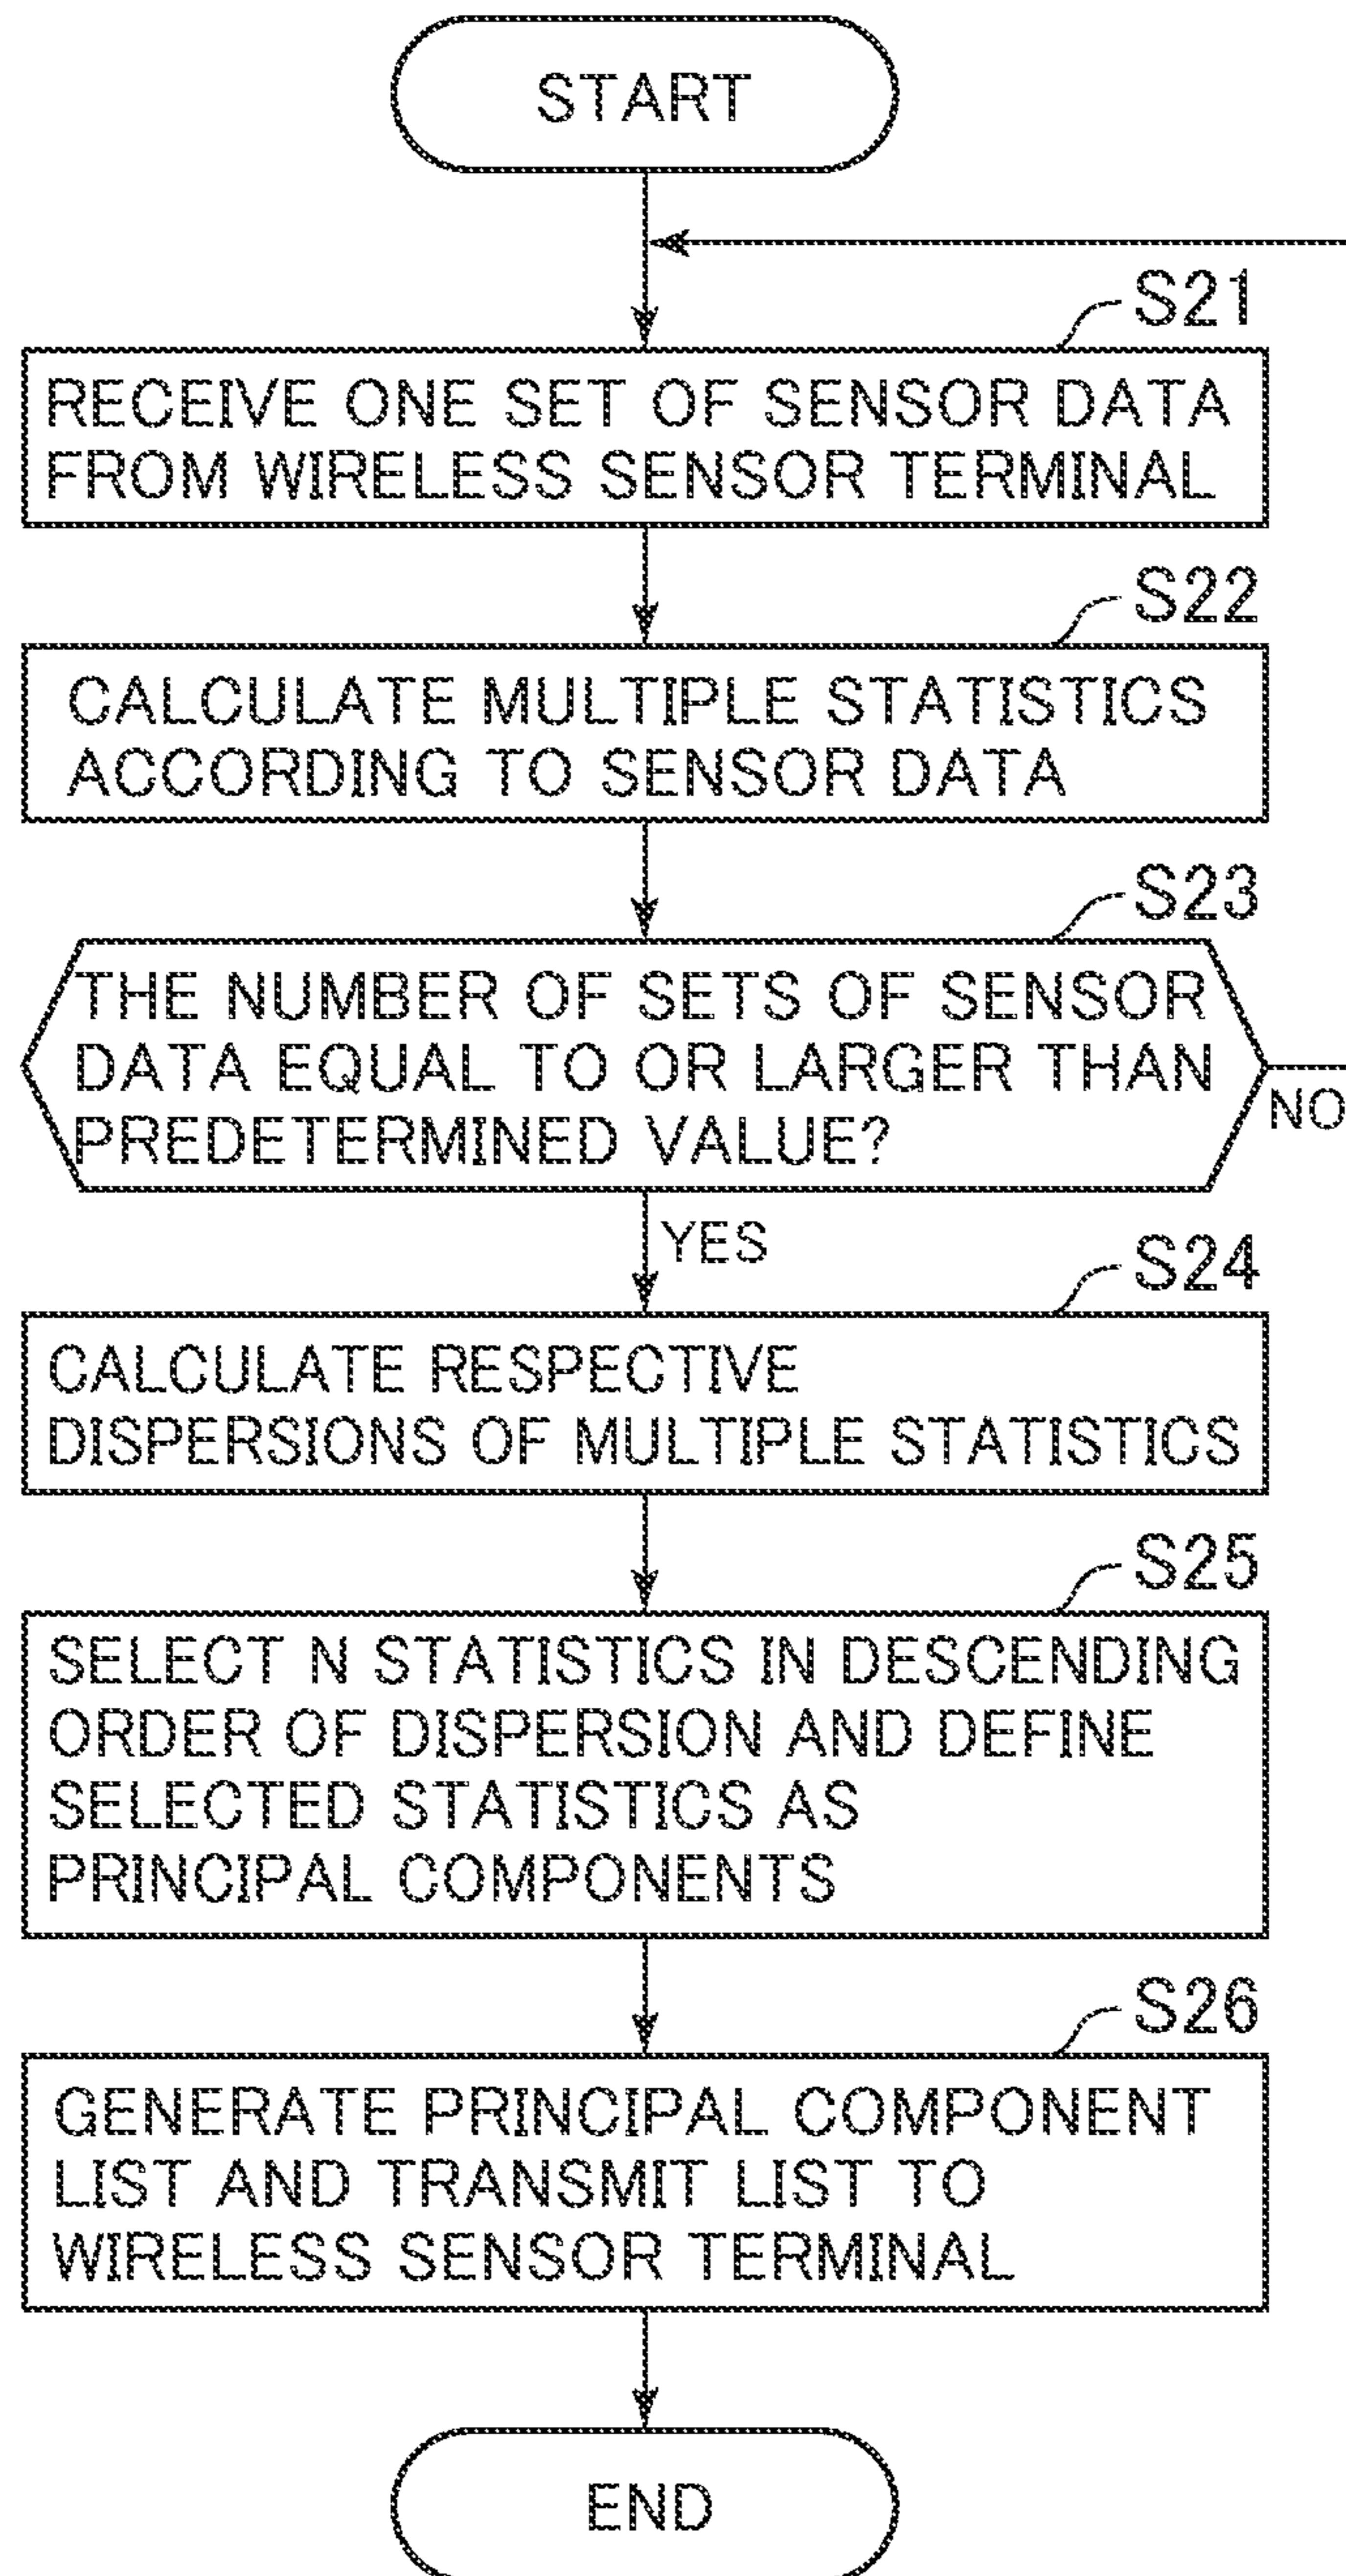 START
S21
RECEIVE ONE SET OF SENSOR DATA
FROM WIRELESS SENSOR TERMINAL
S22
CALCULATE MULTIPLE STATISTICS
ACCORDING TO SENSOR DATA
S23
THE NUMBER OF SETS OF SENSOR
DATA EQUAL TO OR LARGER THAN
PREDETERMINED VALUE?
NO
YES
S24
CALCULATE RESPECTIVE
DISPERSIONS OF MULTIPLE STATISTICS
S25
SELECT N STATISTICS IN DESCENDING
ORDER OF DISPERSION AND DEFINE
SELECTED STATISTICS AS
PRINCIPAL COMPONENTS
S26
GENERATE PRINCIPAL COMPONENT
LIST AND TRANSMIT LIST TO
WIRELESS SENSOR TERMINAL
END